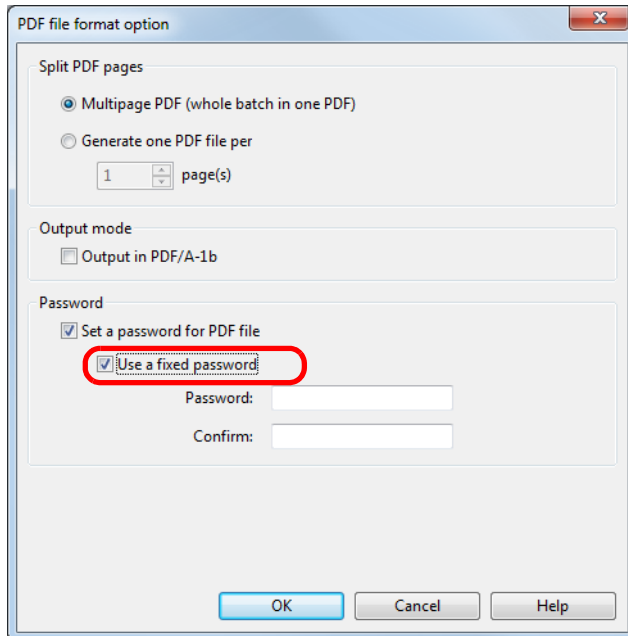 PDF file format option
Split PDF pages
Multipage PDF (whole batch in one PDF)
Generate one PDF file per
1 page(s)
Output mode
Output in PDF/A-1b
Password
Set a password for PDF file
Use a fixed password
Password:
Confirm:
OK Cancel Help